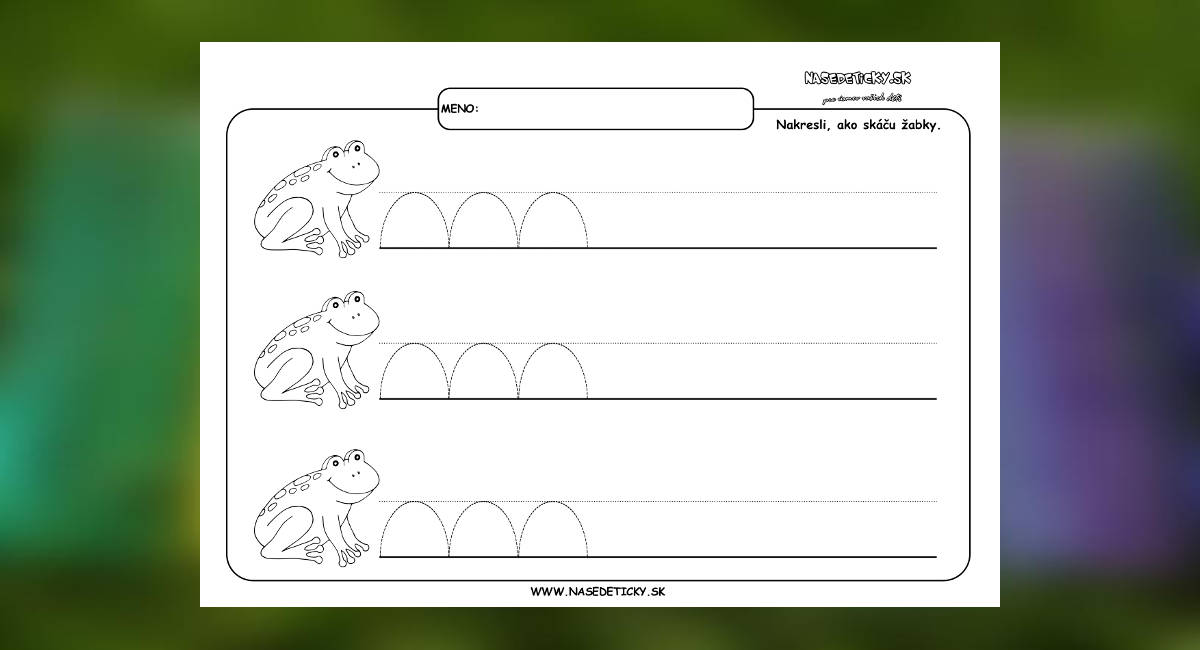 NASEDETICKY.SK
MENO:
Nakresli, ako skáču žabky.
WWW.NASEDETICKY.SK